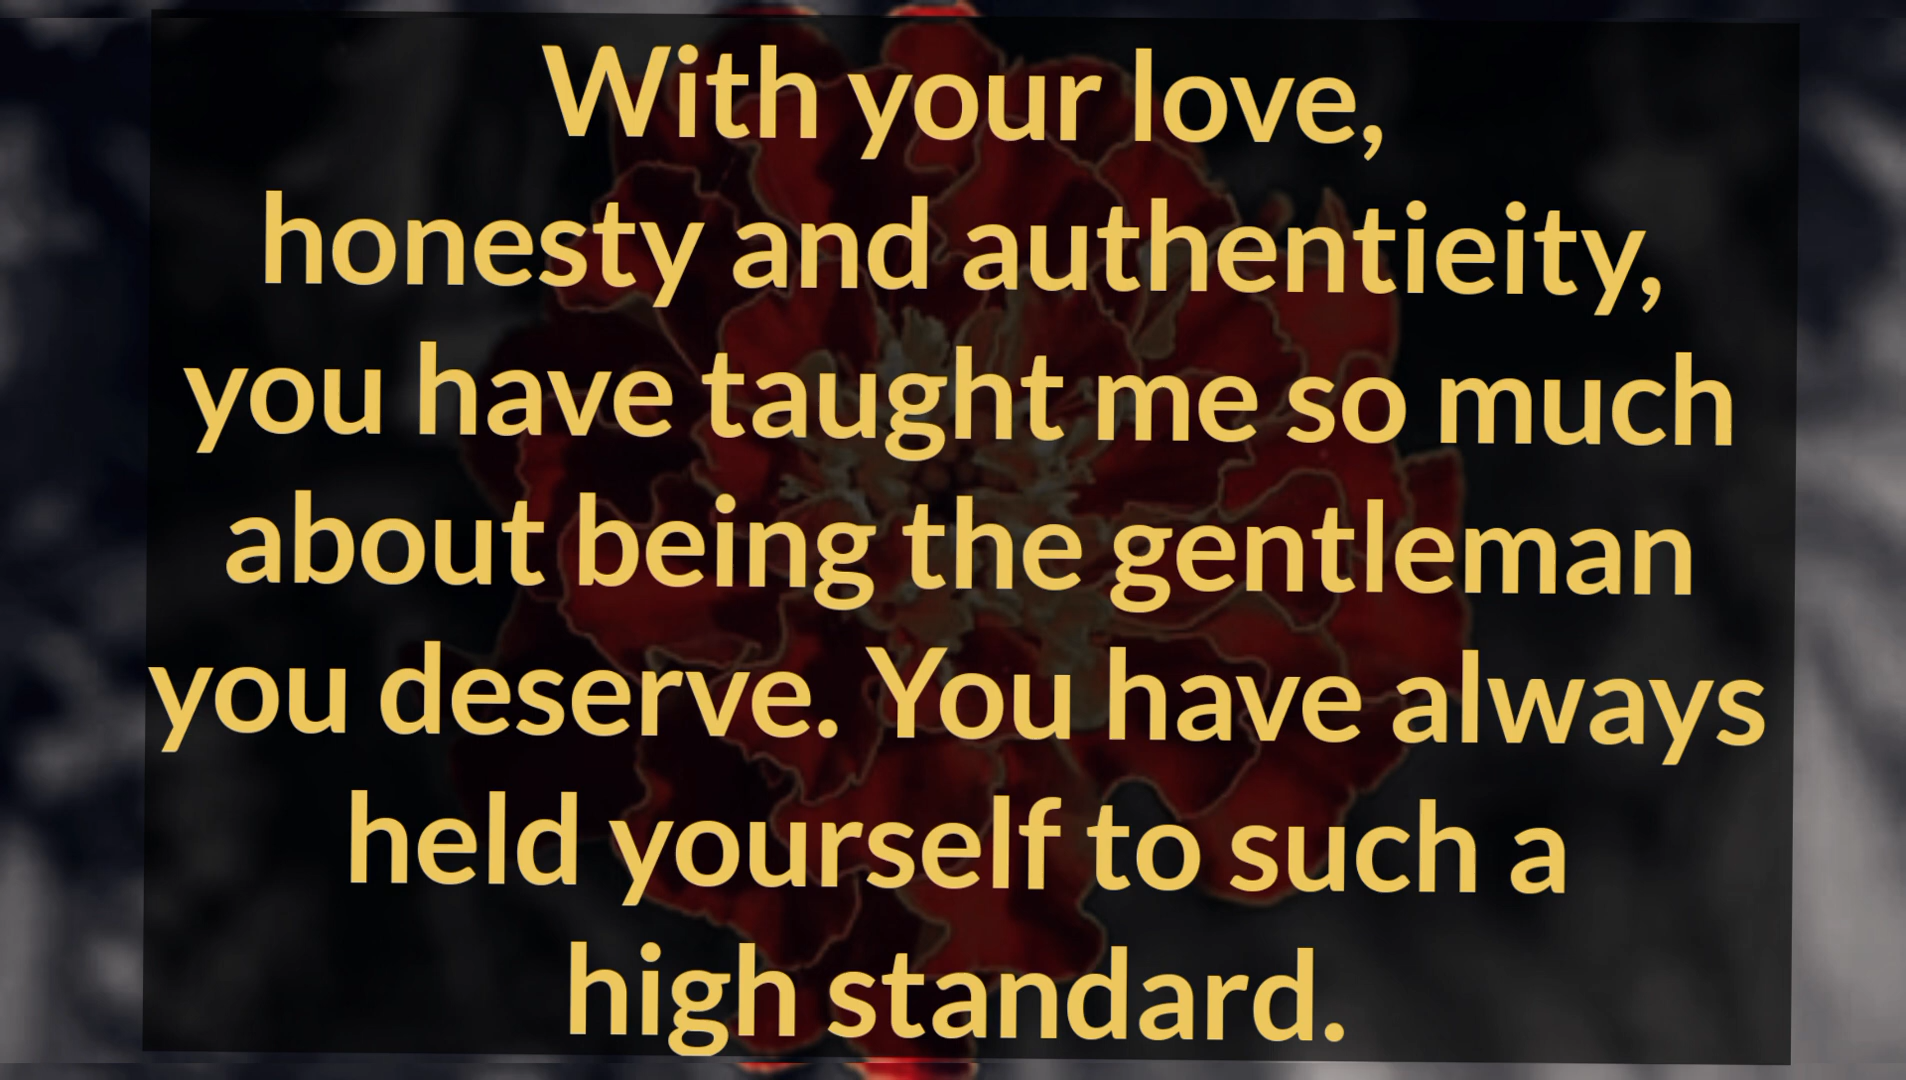 With your love,
honesty and authentieity,
you have taught me so much
about being the gentleman
you deserve. You have always
held yourself to such a
high standard.